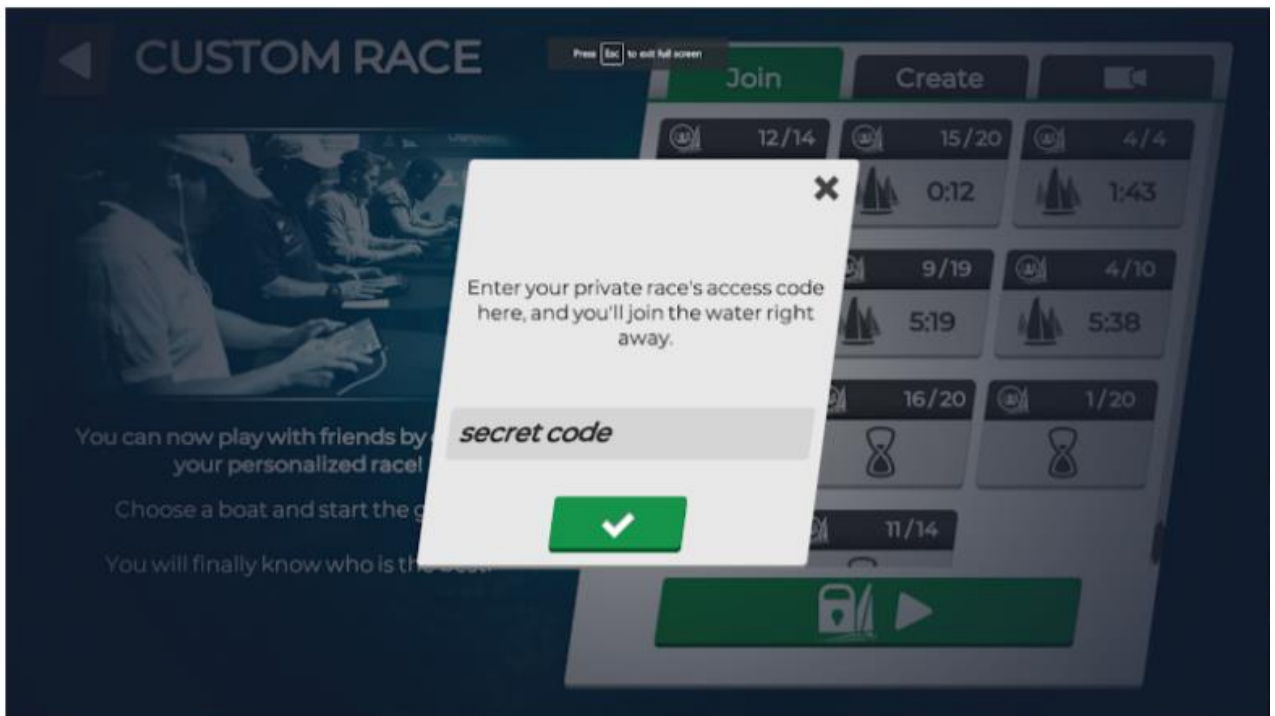 CUSTOM RACE
Press Esc to exit full screen
Join
Create
12/14
15/20
4/4
0:12
1:43
Enter your private race's access code
here, and you'll join the water right
away.
9/19
4/10
5:19
5:38
secret code
16/20
1/20
You can now play with friends by
your personalized race!
Choose a boat and start the
11/14
You will finally know who is the best.